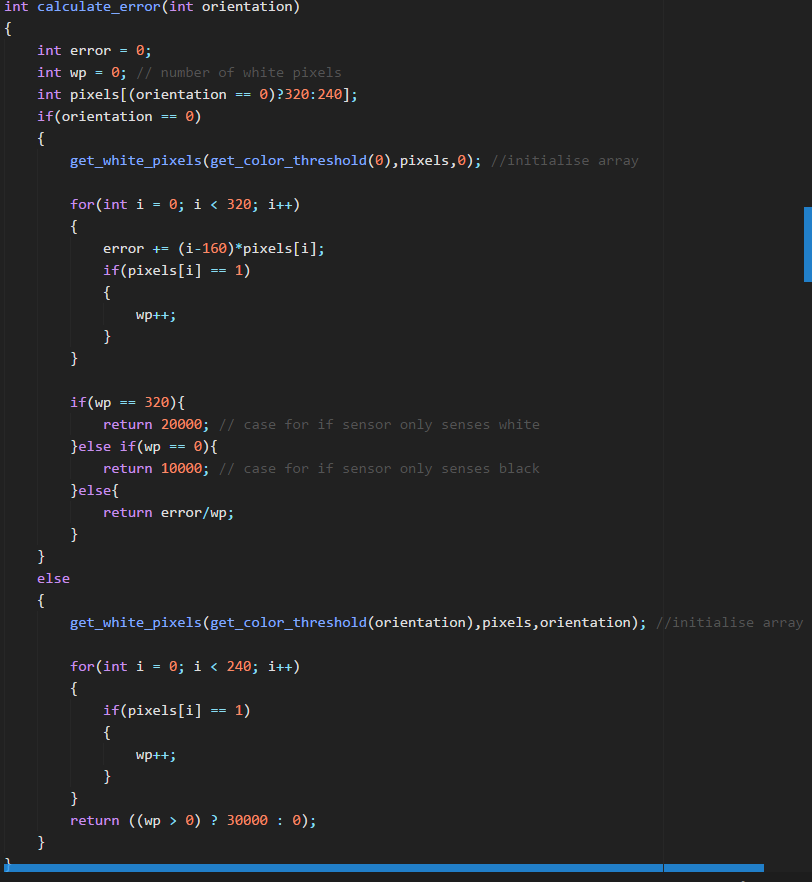 int calculate_error(int orientation)
{
    int error = 0;
    int wp = 0; // number of white pixels
    int pixels[(orientation == 0)?320:240];
    if(orientation == 0)
    {
        get_white_pixels(get_color_threshold(0),pixels,0); //initialise array

        for(int i = 0; i < 320; i++)
        {
            error += (i-160)*pixels[i];
            if(pixels[i] == 1)
            {
                wp++;
            }
        }

        if(wp == 320){
            return 20000; // case for if sensor only senses white
        }else if(wp == 0){
            return 10000; // case for if sensor only senses black
        }else{
            return error/wp;
        }
    }
    else
    {
        get_white_pixels(get_color_threshold(orientation),pixels,orientation); //initialise array

        for(int i = 0; i < 240; i++)
        {
            if(pixels[i] == 1)
            {
                wp++;
            }
        }
        return ((wp > 0) ? 30000 : 0);
    }
}